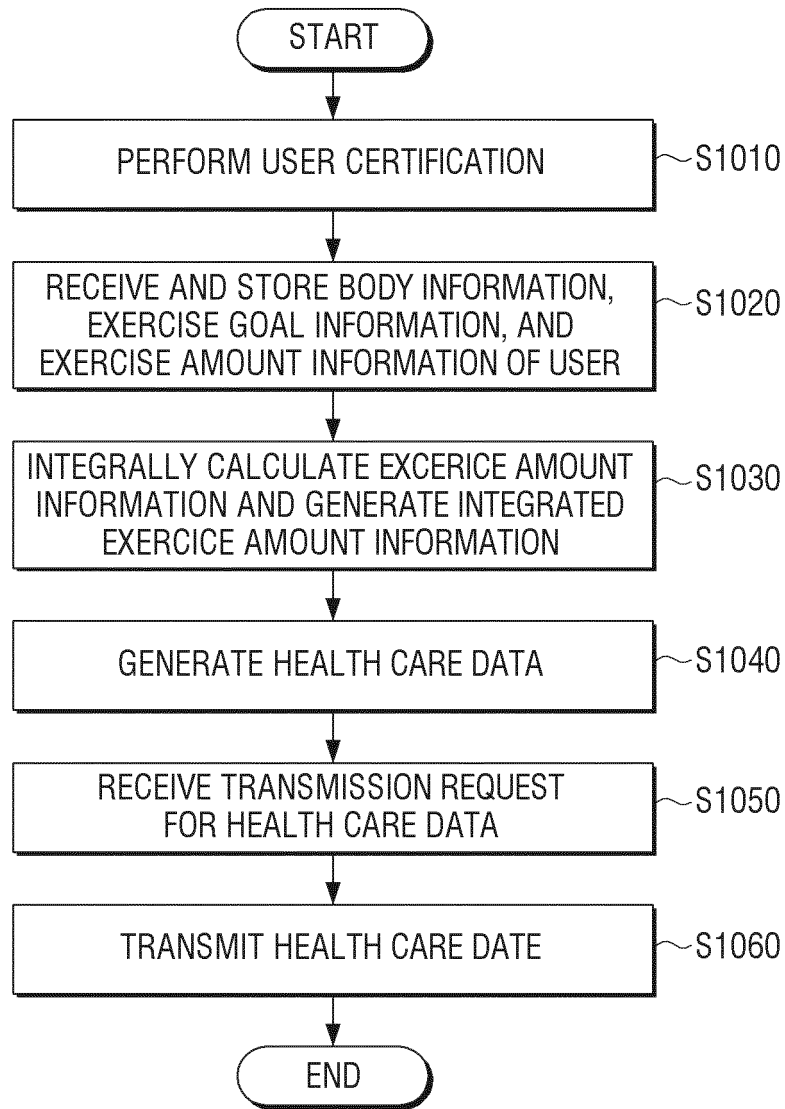 START
PERFORM USER CERTIFICATION
S1010
RECEIVE AND STORE BODY INFORMATION,
EXERCISE GOAL INFORMATION, AND
EXERCISE AMOUNT INFORMATION OF USER
S1020
INTEGRALLY CALCULATE EXCERICE AMOUNT
INFORMATION AND GENERATE INTEGRATED
EXERCICE AMOUNT INFORMATION
S1030
GENERATE HEALTH CARE DATA
S1040
RECEIVE TRANSMISSION REQUEST
FOR HEALTH CARE DATA
S1050
TRANSMIT HEALTH CARE DATE
S1060
END